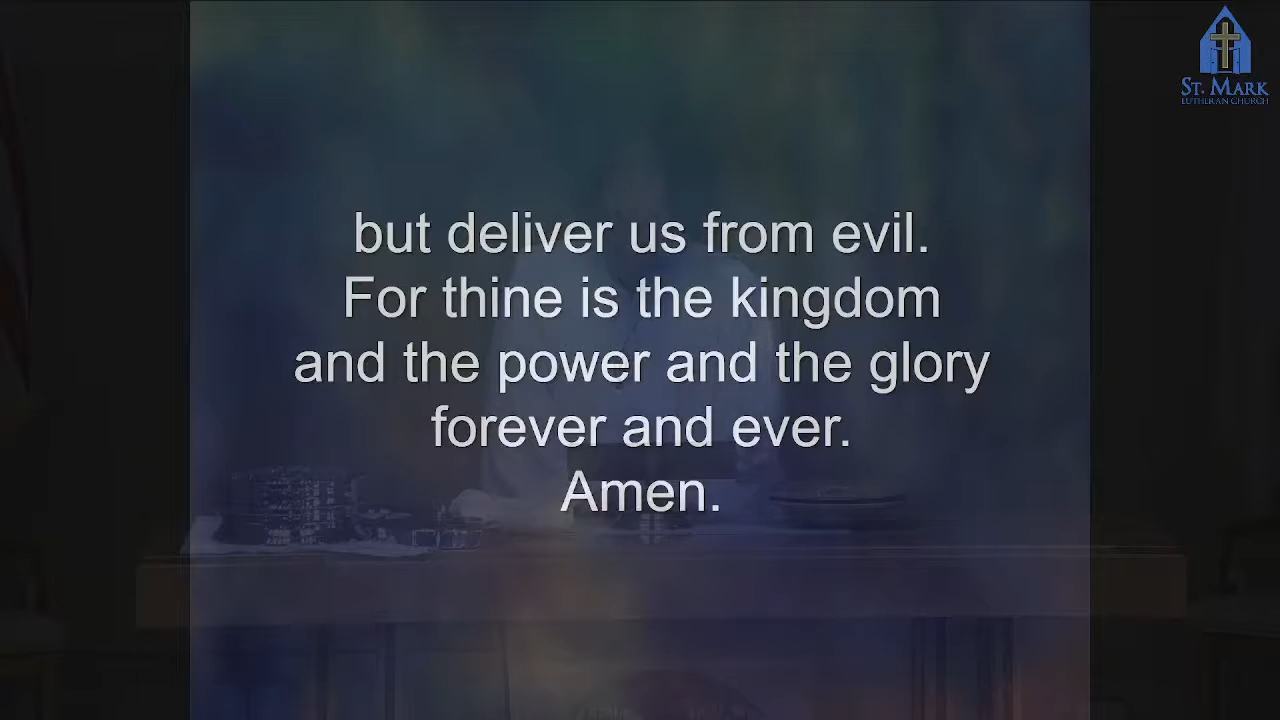 St. Mark
Lutheran Church
but deliver us from evil.
For thine is the kingdom
and the power and the glory
forever and ever.
Amen.